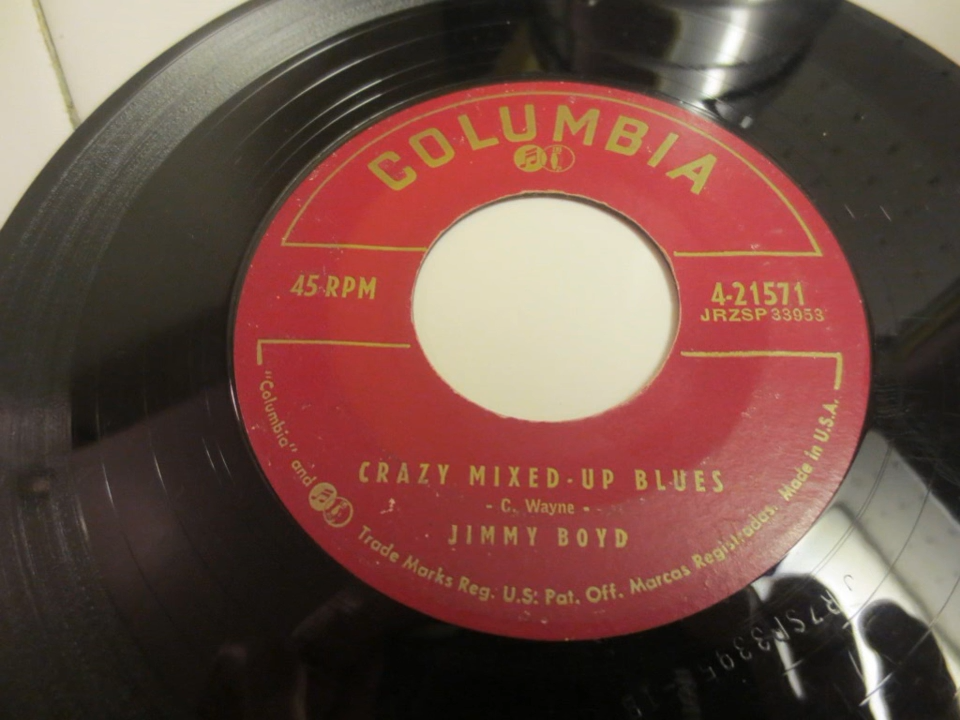 COLUMBIA
45 RPM
4-21571
JRZSP 33953
CRAZY MIXED-UP BLUES
- C. Wayne -
JIMMY BOYD
"Columbia" and Trade Marks Reg. U.S. Pat. Off. Marcas Registradas. Made in U.S.A.